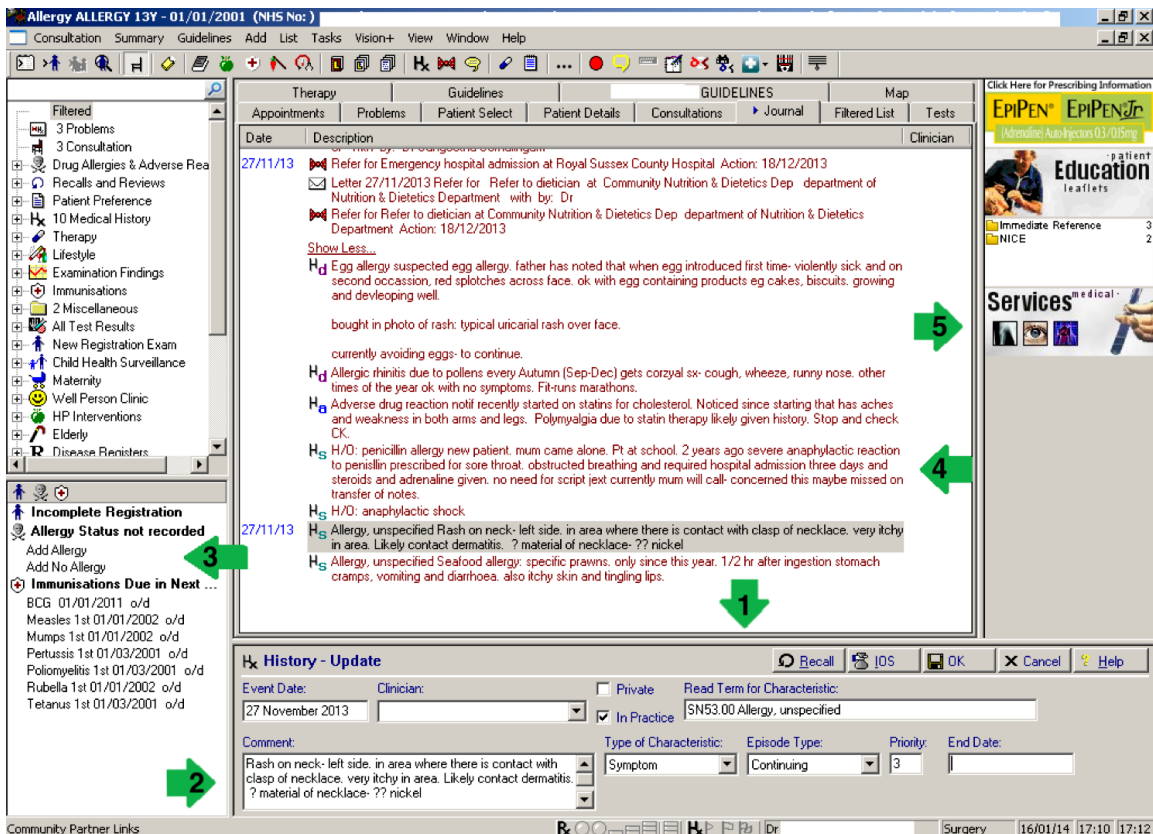 Allergy ALLERGY 13Y - 01/01/2001 (NHS No: )
Consultation Summary Guidelines Add List Tasks Vision+ View Window Help
Filtered
3 Problems
3 Consultation
Drug Allergies & Adverse Rea
Recalls and Reviews
Patient Preference
10 Medical History
Therapy
Lifestyle
Examination Findings
Immunisations
2 Miscellaneous
All Test Results
New Registration Exam
Child Health Surveillance
Maternity
Well Person Clinic
HP Interventions
Elderly
Disease Registers
Incomplete Registration
Allergy Status not recorded
Add Allergy
Add No Allergy
3
Immunisations Due in Next ...
BCG 01/01/2011 o/d
Measles 1st 01/01/2002 o/d
Mumps 1st 01/01/2002 o/d
Pertussis 1st 01/03/2001 o/d
Poliomyelitis 1st 01/03/2001 o/d
Rubella 1st 01/01/2002 o/d
Tetanus 1st 01/03/2001 o/d
Therapy Guidelines GUIDELINES Map
Appointments Problems Patient Select Patient Details Consultations Journal Filtered List Tests
Date Description Clinician
27/11/13 Refer for Emergency hospital admission at Royal Sussex County Hospital Action: 18/12/2013
Letter 27/11/2013 Refer for Refer to dietician at Community Nutrition & Dietetics Dep department of
Nutrition & Dietetics Department with by: Dr
Refer for Refer to dietician at Community Nutrition & Dietetics Dep department of Nutrition & Dietetics
Department Action: 18/12/2013
Show Less...
Hd Egg allergy suspected egg allergy. father has noted that when egg introduced first time- violently sick and on
second occassion, red splotches across face. ok with egg containing products eg cakes, biscuits. growing
and devleoping well.
bought in photo of rash: typical uricarial rash over face.
currently avoiding eggs- to continue.
Hd Allergic rhinitis due to pollens every Autumn (Sep-Dec) gets corzyal sx- cough, wheeze, runny nose. other
times of the year ok with no symptoms. Fit-runs marathons.
Ha Adverse drug reaction notif recently started on statins for cholesterol. Noticed since starting that has aches
and weakness in both arms and legs. Polymyalgia due to statin therapy likely given history. Stop and check
CK.
Hs H/O: penicillin allergy new patient. mum came alone. Pt at school. 2 years ago severe anaphylactic reaction
to penisllin prescribed for sore throat. obstructed breathing and required hospital admission three days and
steroids and adrenaline given. no need for script jext currently mum will call- concerned this maybe missed on
transfer of notes.
Hs H/O: anaphylactic shock
27/11/13 Hs Allergy, unspecified Rash on neck- left side. in area where there is contact with clasp of necklace. very itchy
in area. Likely contact dermatitis. ? material of necklace- ?? nickel
Hs Allergy, unspecified Seafood allergy: specific prawns. only since this year. 1/2 hr after ingestion stomach
cramps, vomiting and diarrhoea. also itchy skin and tingling lips.
1
4
5
Click Here for Prescribing Information
EPIPEN® EPIPEN® Jr.
(Adrenaline) Auto-Injectors 0.3/0.15mg
patient
Education
leaflets
Immediate Reference 3
NICE 2
Services medical
Hx History - Update
Recall IOS OK Cancel Help
Event Date: Clinician: Private Read Term for Characteristic:
27 November 2013 In Practice SN53.00 Allergy, unspecified
Comment: Type of Characteristic: Episode Type: Priority: End Date:
Symptom Continuing 3
Rash on neck- left side. in area where there is contact with
clasp of necklace. very itchy in area. Likely contact dermatitis.
? material of necklace- ?? nickel
2
Community Partner Links Dr Surgery 16/01/14 17:10 17:12